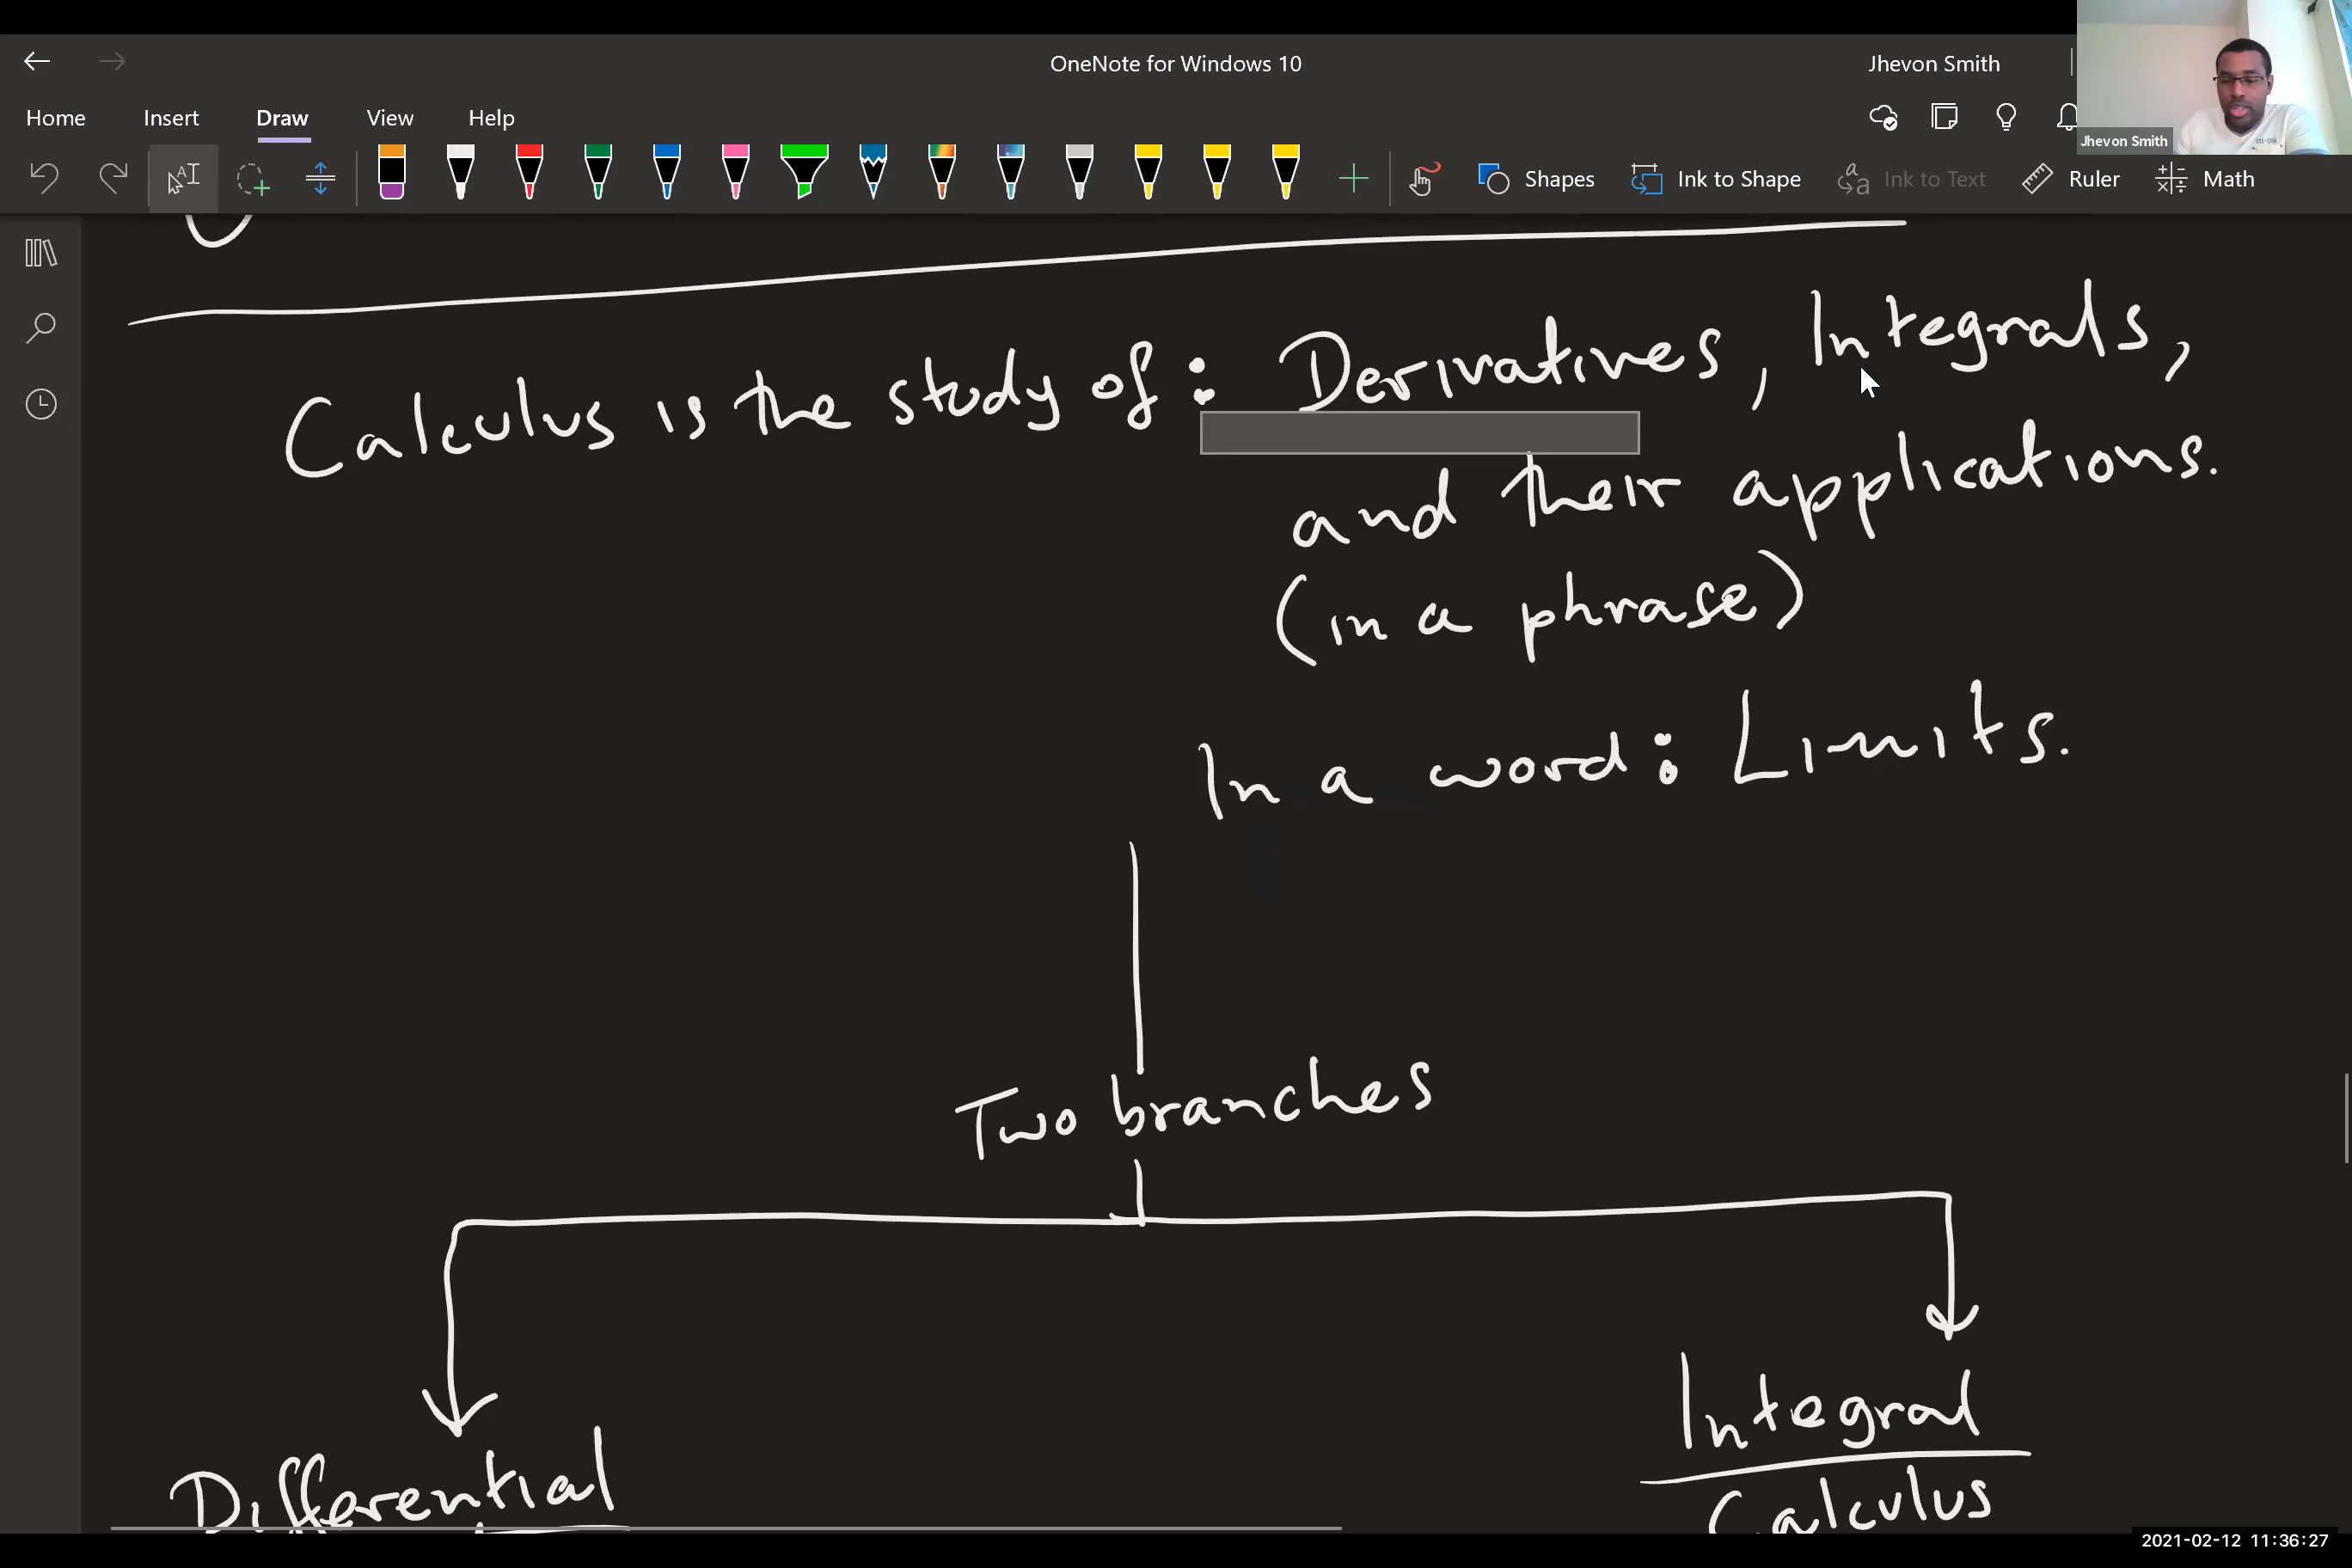 OneNote for Windows 10
Jhevon Smith
Home Insert Draw View Help
Jhevon Smith
Shapes Ink to Shape Ink to Text Ruler Math
Calculus is the study of: Derivatives, Integrals,
and their applications.
(in a phrase)
In a word: Limits.
Two branches
Integral
Differential
Calculus
2021-02-12 11:36:27